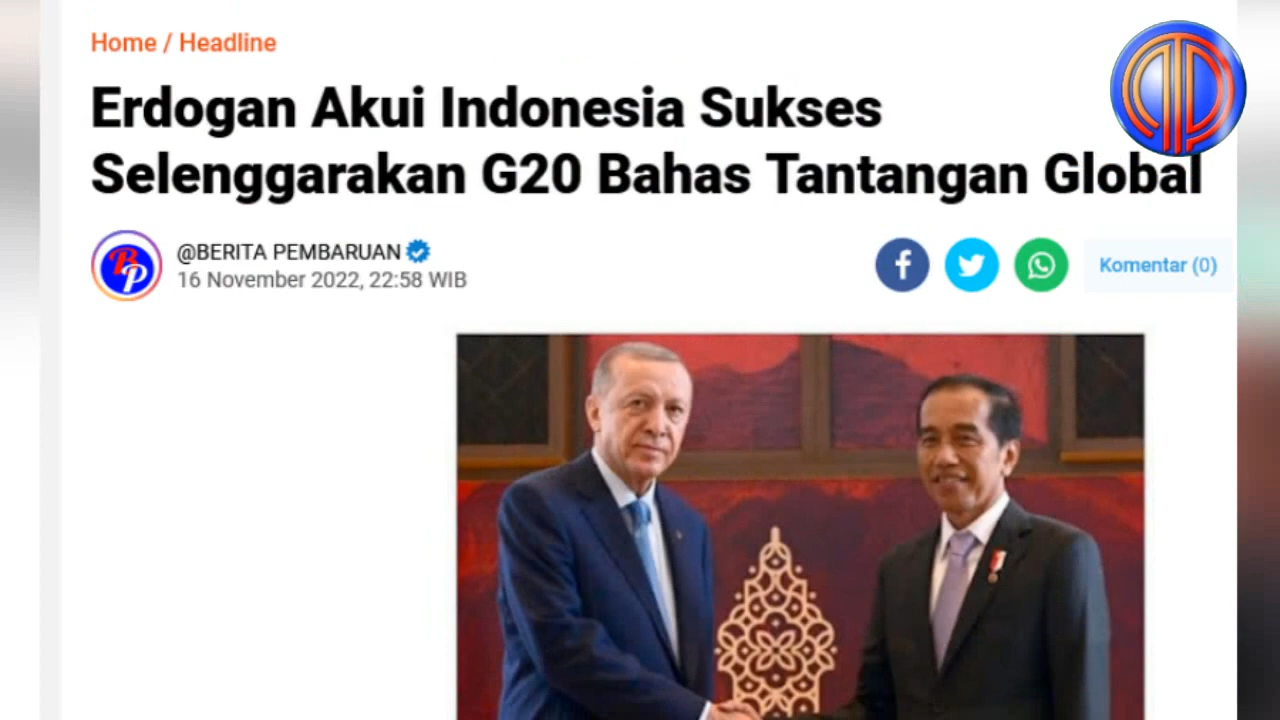 Home / Headline
Erdogan Akui Indonesia Sukses
Selenggarakan G20 Bahas Tantangan Global
@BERITA PEMBARUAN
16 November 2022, 22:58 WIB
Komentar (0)
BP